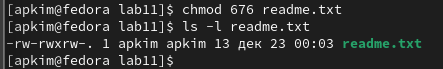 [apkim@fedora lab11]$ chmod 676 readme.txt
[apkim@fedora lab11]$ ls -l readme.txt
-rw-rwxrw-. 1 apkim apkim 13 дек 23 00:03 readme.txt
[apkim@fedora lab11]$